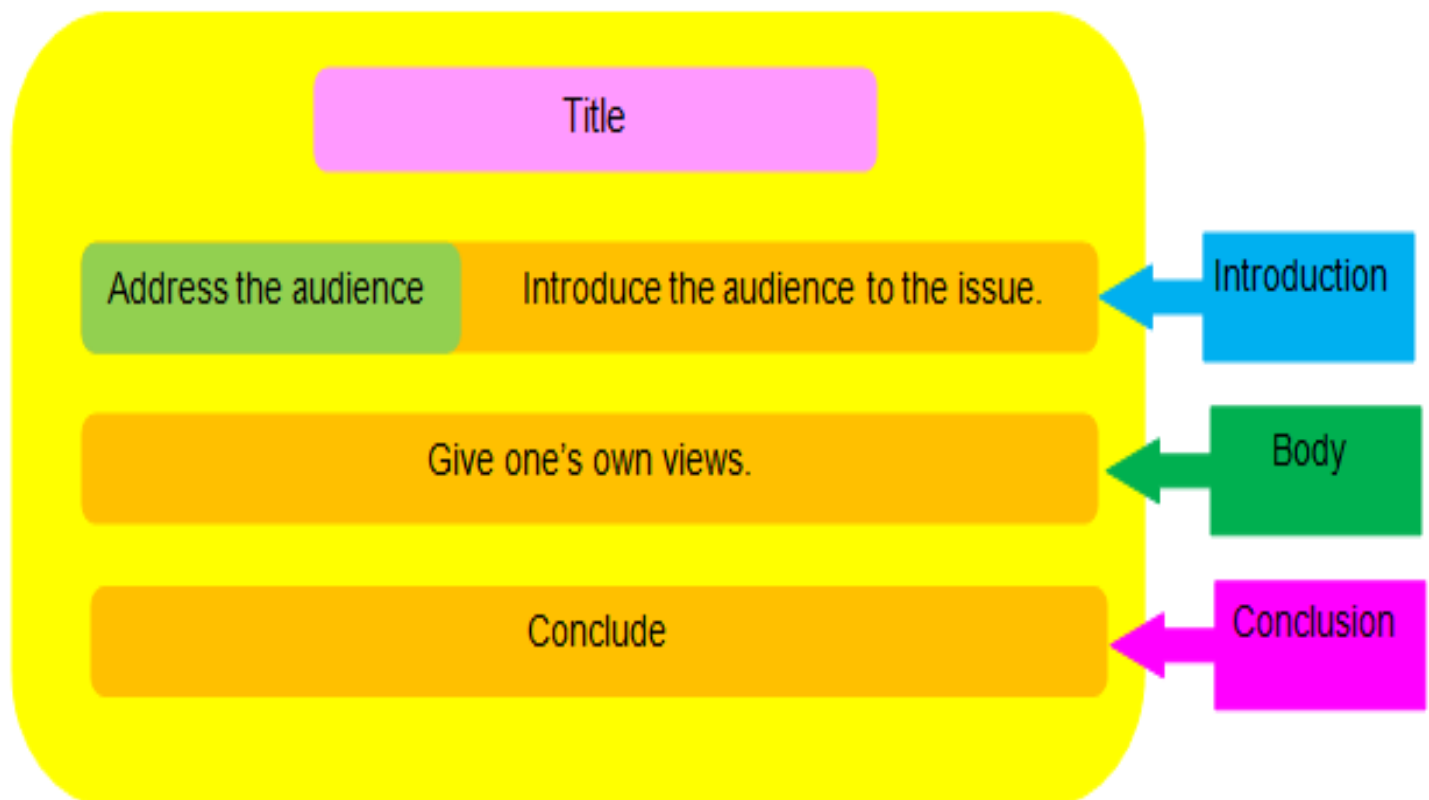 Title
Address the audience
Introduce the audience to the issue.
Introduction
Give one's own views.
Body
Conclude
Conclusion